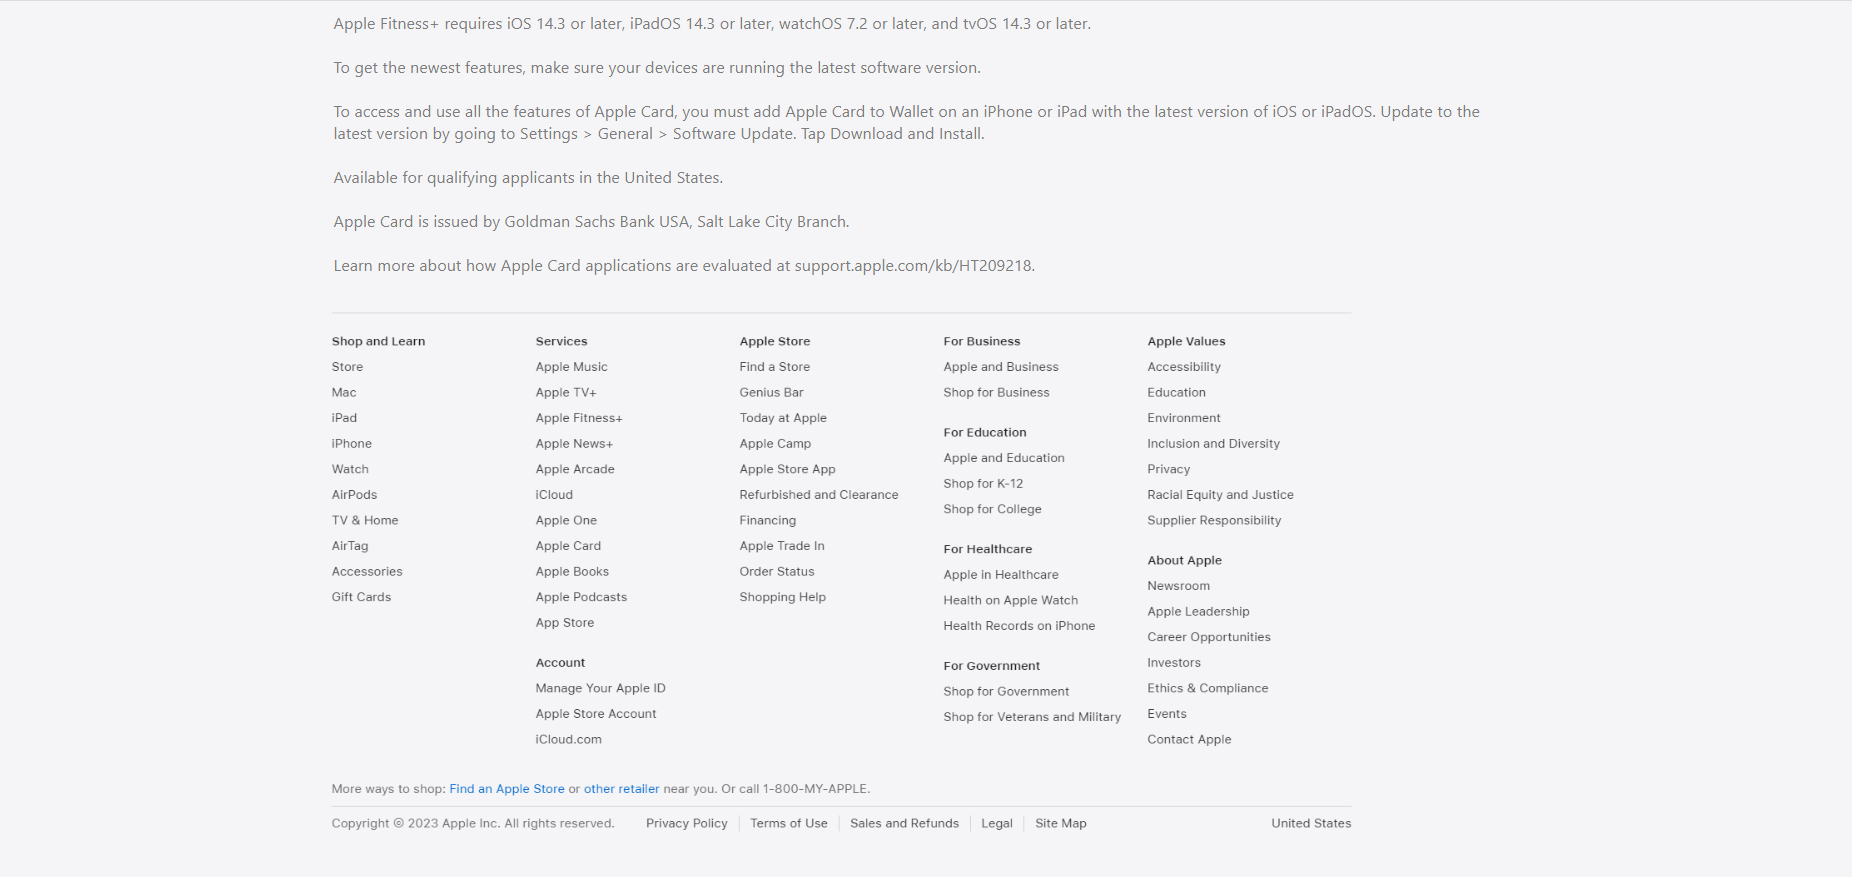 Apple Fitness+ requires iOS 14.3 or later, iPadOS 14.3 or later, watchOS 7.2 or later, and tvOS 14.3 or later.
To get the newest features, make sure your devices are running the latest software version.
To access and use all the features of Apple Card, you must add Apple Card to Wallet on an iPhone or iPad with the latest version of iOS or iPadOS. Update to the
latest version by going to Settings > General > Software Update. Tap Download and Install.
Available for qualifying applicants in the United States.
Apple Card is issued by Goldman Sachs Bank USA, Salt Lake City Branch.
Learn more about how Apple Card applications are evaluated at support.apple.com/kb/HT209218.
Shop and Learn
Store
Mac
iPad
iPhone
Watch
AirPods
TV & Home
AirTag
Accessories
Gift Cards
Services
Apple Music
Apple TV+
Apple Fitness+
Apple News+
Apple Arcade
iCloud
Apple One
Apple Card
Apple Books
Apple Podcasts
App Store
Account
Manage Your Apple ID
Apple Store Account
iCloud.com
Apple Store
Find a Store
Genius Bar
Today at Apple
Apple Camp
Apple Store App
Refurbished and Clearance
Financing
Apple Trade In
Order Status
Shopping Help
For Business
Apple and Business
Shop for Business
For Education
Apple and Education
Shop for K-12
Shop for College
For Healthcare
Apple in Healthcare
Health on Apple Watch
Health Records on iPhone
For Government
Shop for Government
Shop for Veterans and Military
Apple Values
Accessibility
Education
Environment
Inclusion and Diversity
Privacy
Racial Equity and Justice
Supplier Responsibility
About Apple
Newsroom
Apple Leadership
Career Opportunities
Investors
Ethics & Compliance
Events
Contact Apple
More ways to shop: Find an Apple Store or other retailer near you. Or call 1-800-MY-APPLE.
Copyright © 2023 Apple Inc. All rights reserved. Privacy Policy Terms of Use Sales and Refunds Legal Site Map United States